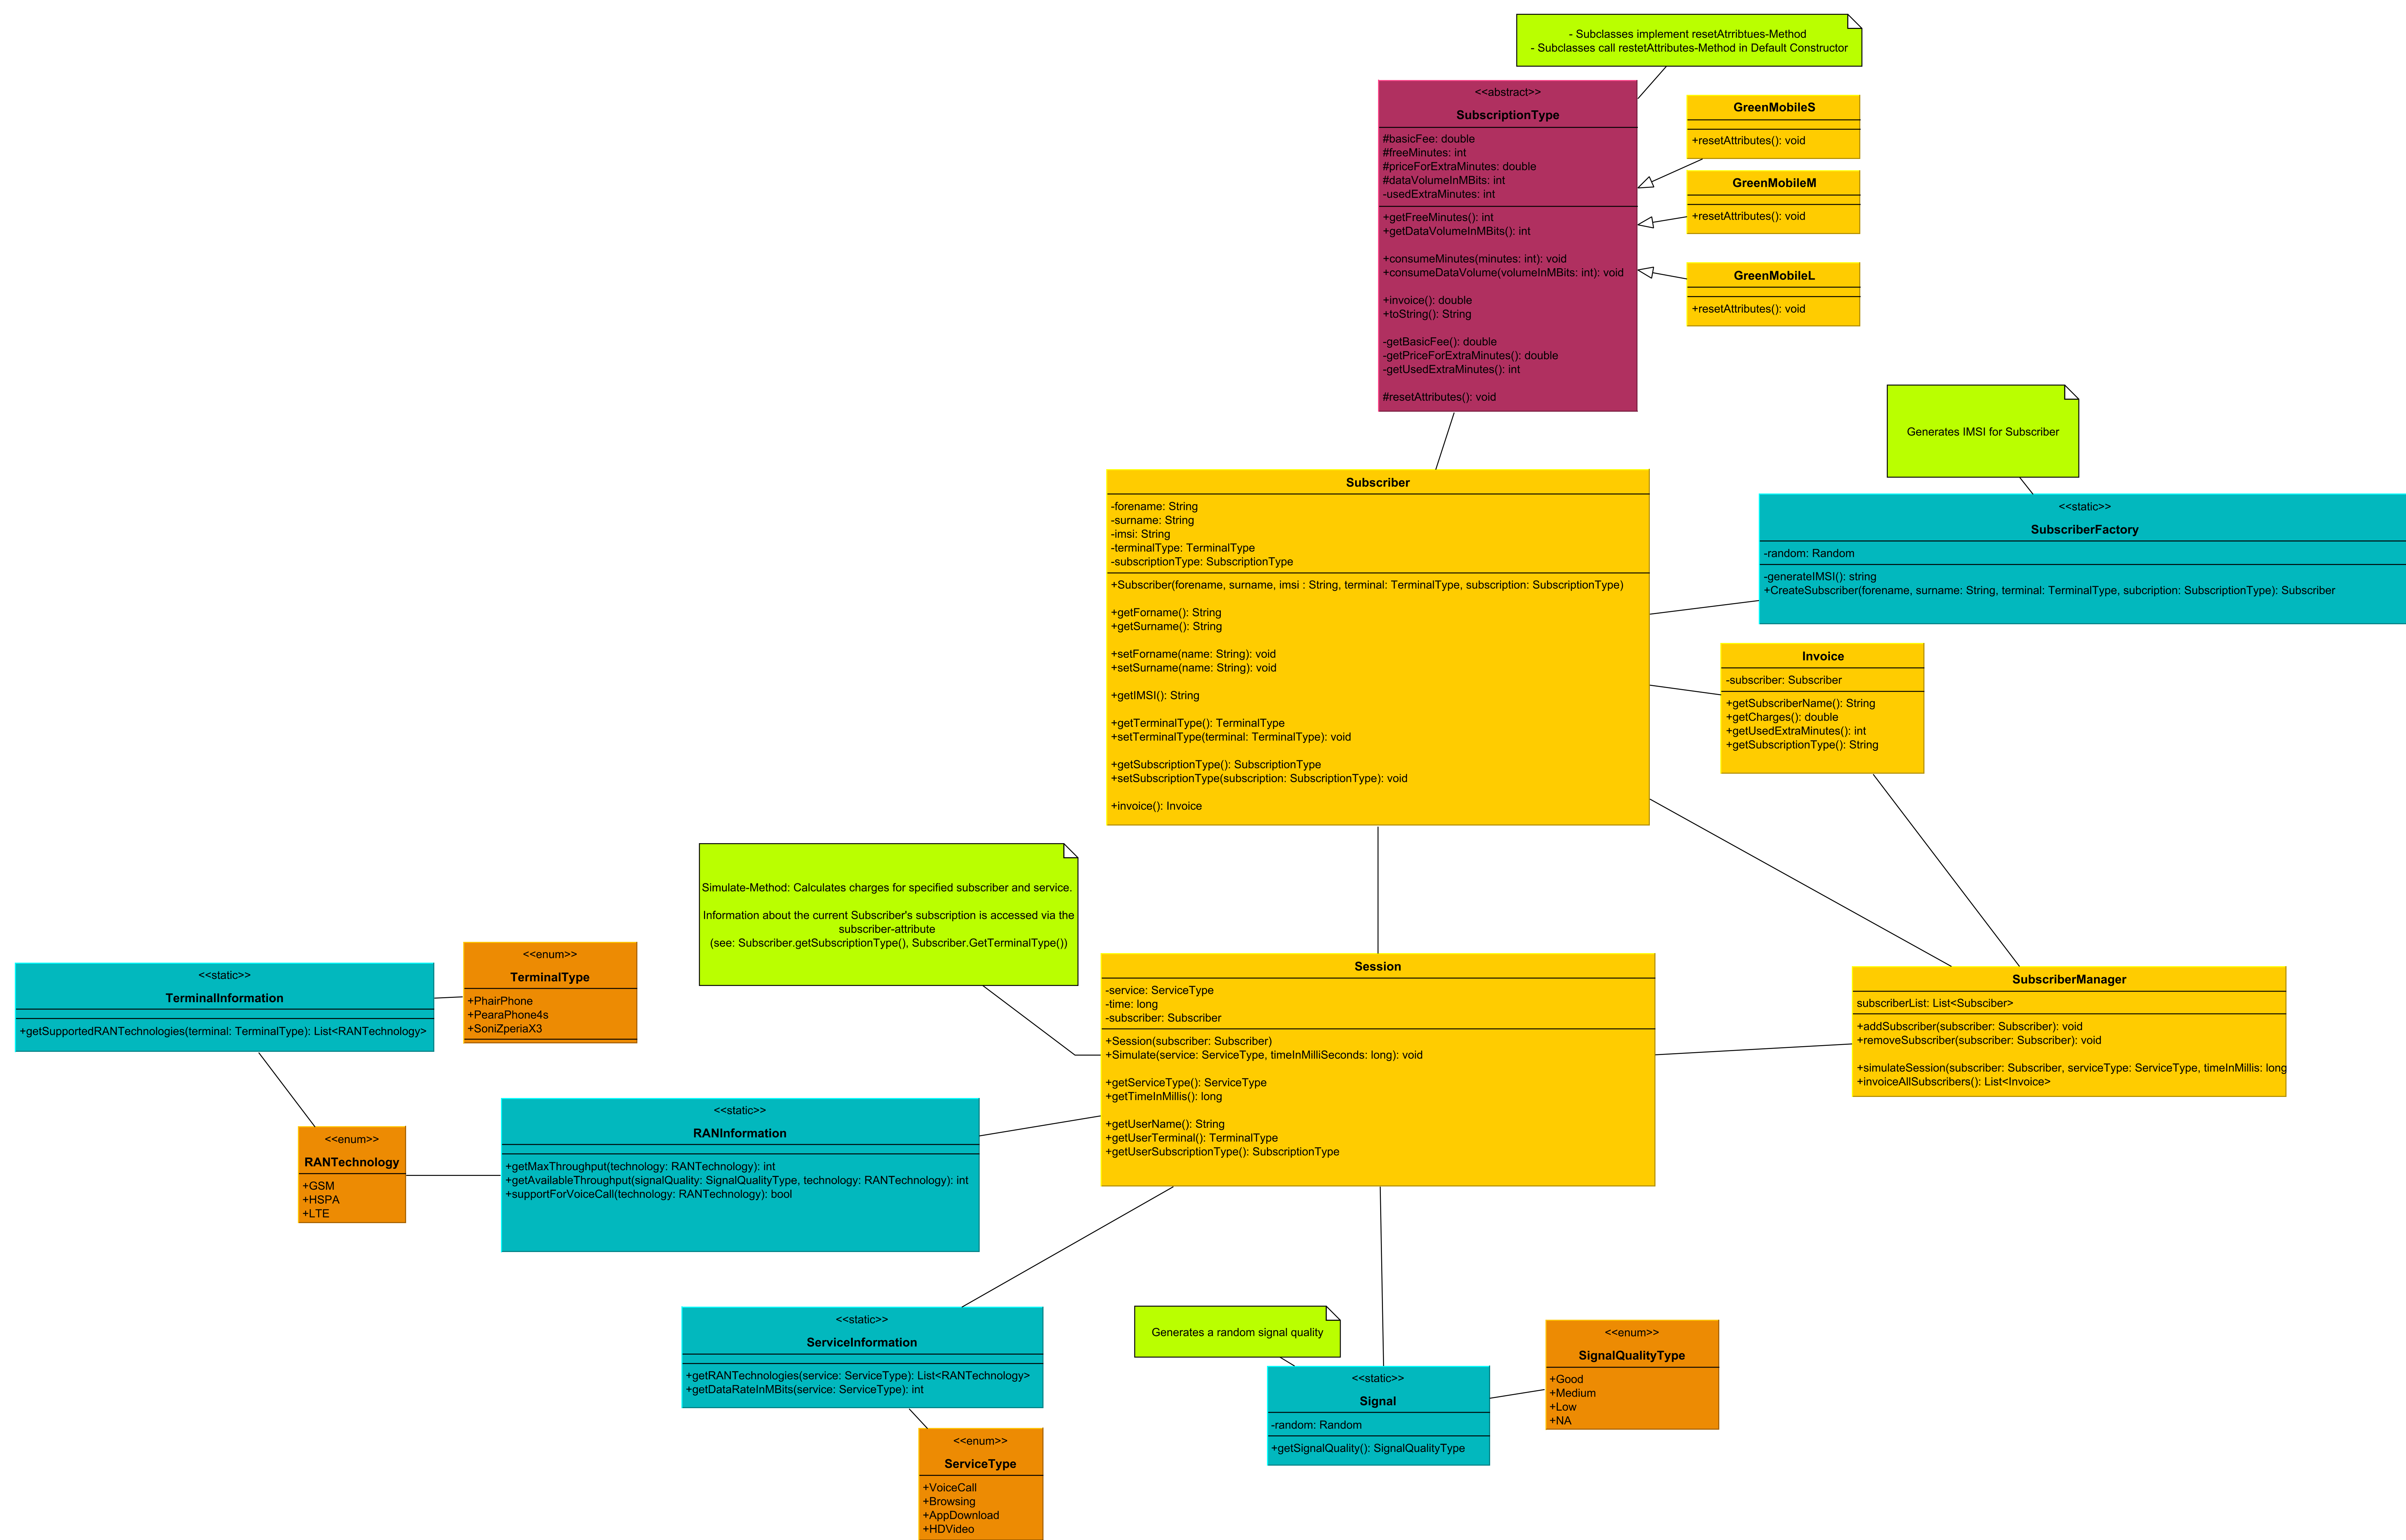 - Subclasses implement resetAtrribtues-Method
- Subclasses call restetAttributes-Method in Default Constructor
<<abstract>>
SubscriptionType
#basicFee: double
#freeMinutes: int
#priceForExtraMinutes: double
#dataVolumeInMBits: int
-usedExtraMinutes: int
+getFreeMinutes(): int
+getDataVolumeInMBits(): int
+consumeMinutes(minutes: int): void
+consumeDataVolume(volumeInMBits: int): void
+invoice(): double
+toString(): String
-getBasicFee(): double
-getPriceForExtraMinutes(): double
-getUsedExtraMinutes(): int
#resetAttributes(): void
GreenMobileS
+resetAttributes(): void
GreenMobileM
+resetAttributes(): void
GreenMobileL
+resetAttributes(): void
Generates IMSI for Subscriber
<<static>>
SubscriberFactory
-random: Random
-generateIMSI(): string
+CreateSubscriber(forename, surname: String, terminal: TerminalType, subcription: SubscriptionType): Subscriber
Subscriber
-forename: String
-surname: String
-imsi: String
-terminalType: TerminalType
-subscriptionType: SubscriptionType
+Subscriber(forename, surname, imsi : String, terminal: TerminalType, subscription: SubscriptionType)
+getForname(): String
+getSurname(): String
+setForname(name: String): void
+setSurname(name: String): void
+getIMSI(): String
+getTerminalType(): TerminalType
+setTerminalType(terminal: TerminalType): void
+getSubscriptionType(): SubscriptionType
+setSubscriptionType(subscription: SubscriptionType): void
+invoice(): Invoice
Invoice
-subscriber: Subscriber
+getSubscriberName(): String
+getCharges(): double
+getUsedExtraMinutes(): int
+getSubscriptionType(): String
Simulate-Method: Calculates charges for specified subscriber and service.
Information about the current Subscriber's subscription is accessed via the
subscriber-attribute
(see: Subscriber.getSubscriptionType(), Subscriber.GetTerminalType())
<<static>>
TerminalInformation
+getSupportedRANTechnologies(terminal: TerminalType): List<RANTechnology>
<<enum>>
TerminalType
+PhairPhone
+PearaPhone4s
+SoniZperiaX3
Session
-service: ServiceType
-time: long
-subscriber: Subscriber
+Session(subscriber: Subscriber)
+Simulate(service: ServiceType, timeInMilliSeconds: long): void
+getServiceType(): ServiceType
+getTimeInMillis(): long
+getUserName(): String
+getUserTerminal(): TerminalType
+getUserSubscriptionType(): SubscriptionType
SubscriberManager
subscriberList: List<Subsciber>
+addSubscriber(subscriber: Subscriber): void
+removeSubscriber(subscriber: Subscriber): void
+simulateSession(subscriber: Subscriber, serviceType: ServiceType, timeInMillis: long
+invoiceAllSubscribers(): List<Invoice>
<<enum>>
RANTechnology
+GSM
+HSPA
+LTE
<<static>>
RANInformation
+getMaxThroughput(technology: RANTechnology): int
+getAvailableThroughput(signalQuality: SignalQualityType, technology: RANTechnology): int
+supportForVoiceCall(technology: RANTechnology): bool
<<static>>
ServiceInformation
+getRANTechnologies(service: ServiceType): List<RANTechnology>
+getDataRateInMBits(service: ServiceType): int
<<enum>>
ServiceType
+VoiceCall
+Browsing
+AppDownload
+HDVideo
Generates a random signal quality
<<static>>
Signal
-random: Random
+getSignalQuality(): SignalQualityType
<<enum>>
SignalQualityType
+Good
+Medium
+Low
+NA